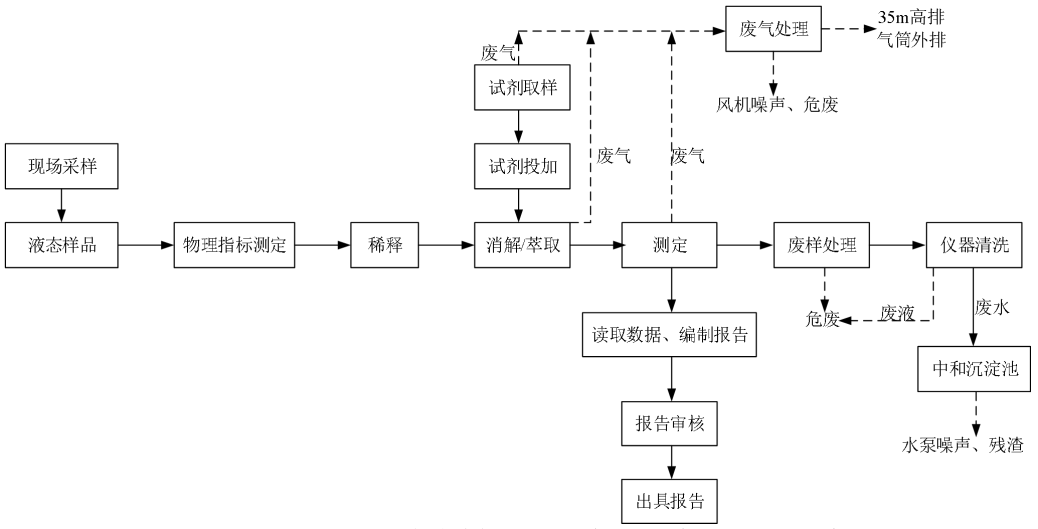 废气处理
35m高排
气筒外排
废气
试剂取样
风机噪声、危废
现场采样
试剂投加
废气
废气
液态样品
物理指标测定
稀释
消解/萃取
测定
废样处理
仪器清洗
危废
废液
废水
读取数据、编制报告
中和沉淀池
报告审核
水泵噪声、残渣
出具报告